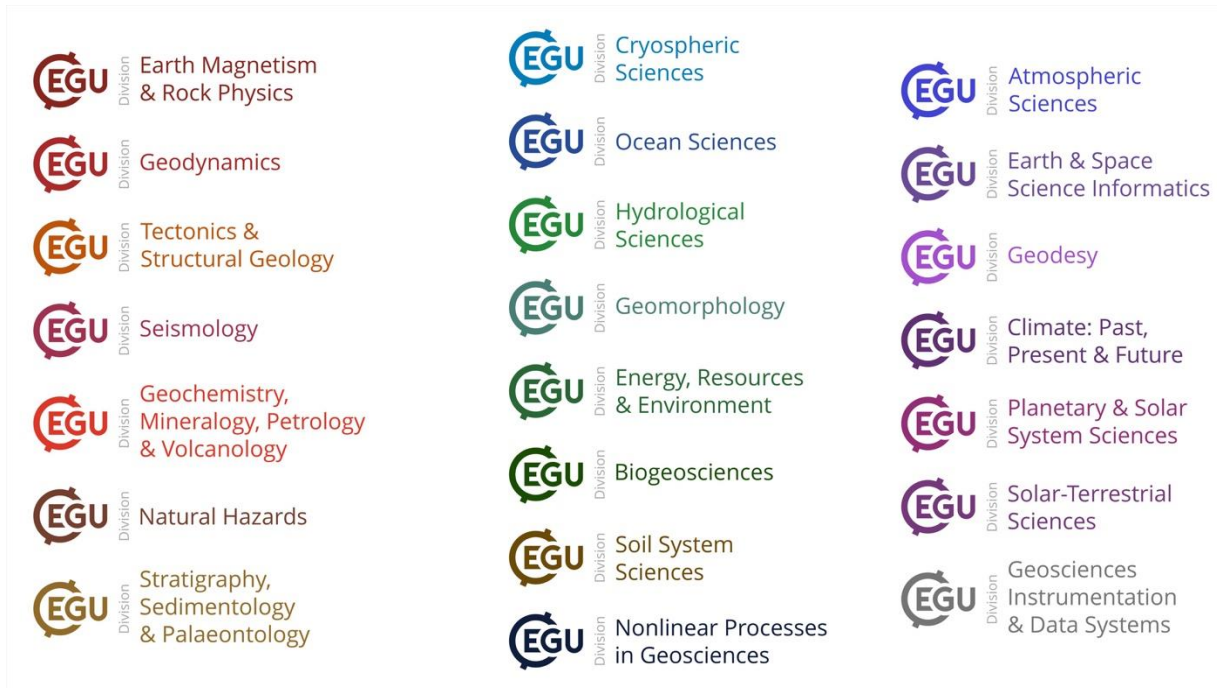 EGU
Division
Earth Magnetism
& Rock Physics
EGU
Division
Geodynamics
EGU
Division
Tectonics &
Structural Geology
EGU
Division
Seismology
EGU
Division
Geochemistry,
Mineralogy, Petrology
& Volcanology
EGU
Division
Natural Hazards
EGU
Division
Stratigraphy,
Sedimentology
& Palaeontology
EGU
Division
Cryospheric
Sciences
EGU
Division
Ocean Sciences
EGU
Division
Hydrological
Sciences
EGU
Division
Geomorphology
EGU
Division
Energy, Resources
& Environment
EGU
Division
Biogeosciences
EGU
Division
Soil System
Sciences
EGU
Division
Nonlinear Processes
in Geosciences
EGU
Division
Atmospheric
Sciences
EGU
Division
Earth & Space
Science Informatics
EGU
Division
Geodesy
EGU
Division
Climate: Past,
Present & Future
EGU
Division
Planetary & Solar
System Sciences
EGU
Division
Solar-Terrestrial
Sciences
EGU
Division
Geosciences
Instrumentation
& Data Systems